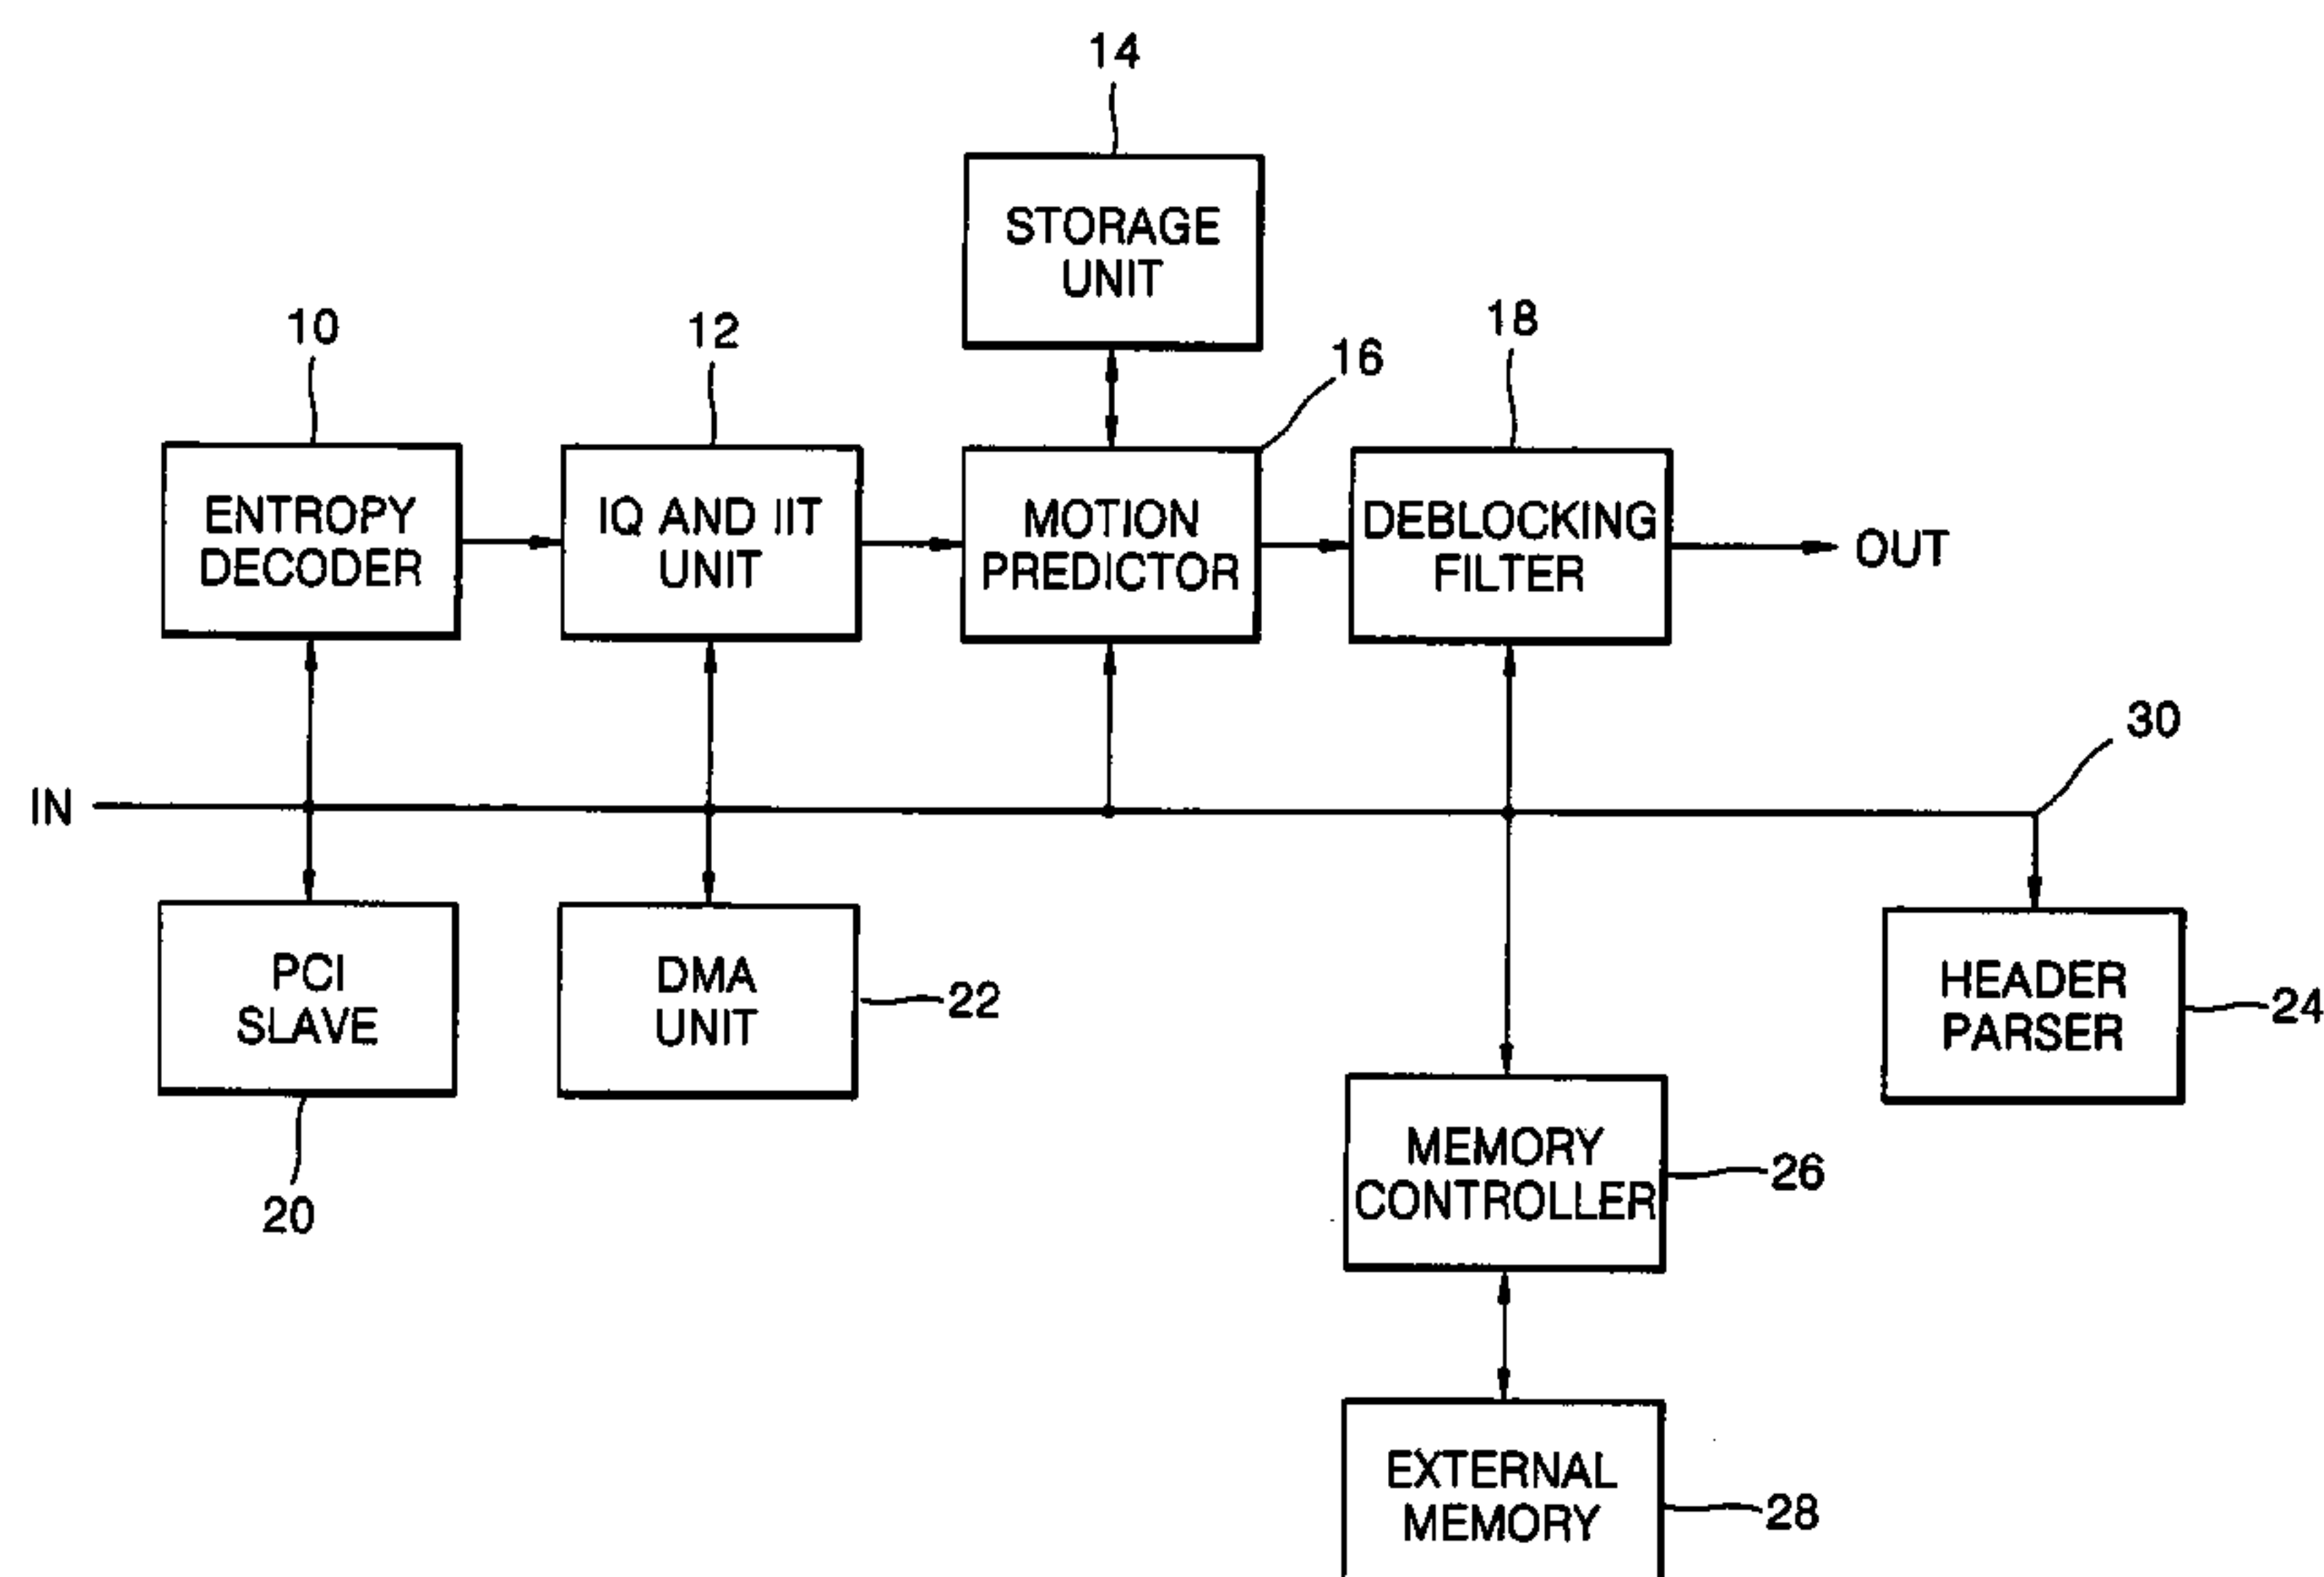 14
STORAGE
UNIT
10
12
16
18
ENTROPY
DECODER
IQ AND IIT
UNIT
MOTION
PREDICTOR
DEBLOCKING
FILTER
OUT
30
IN
PCI
SLAVE
20
DMA
UNIT
22
HEADER
PARSER
24
MEMORY
CONTROLLER
26
EXTERNAL
MEMORY
28